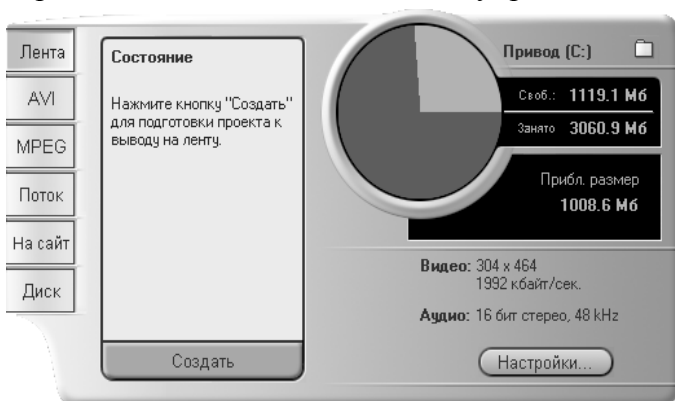 Лента
AVI
MPEG
Поток
На сайт
Диск
Состояние
Нажмите кнопку "Создать"
для подготовки проекта к
выводу на ленту.
Создать
Привод (C:)
Своб.: 1119.1 Мб
Занято 3060.9 Мб
Прибл. размер
1008.6 Мб
Видео: 304 x 464
1992 кбайт/сек.
Аудио: 16 бит стерео, 48 kHz
Настройки...